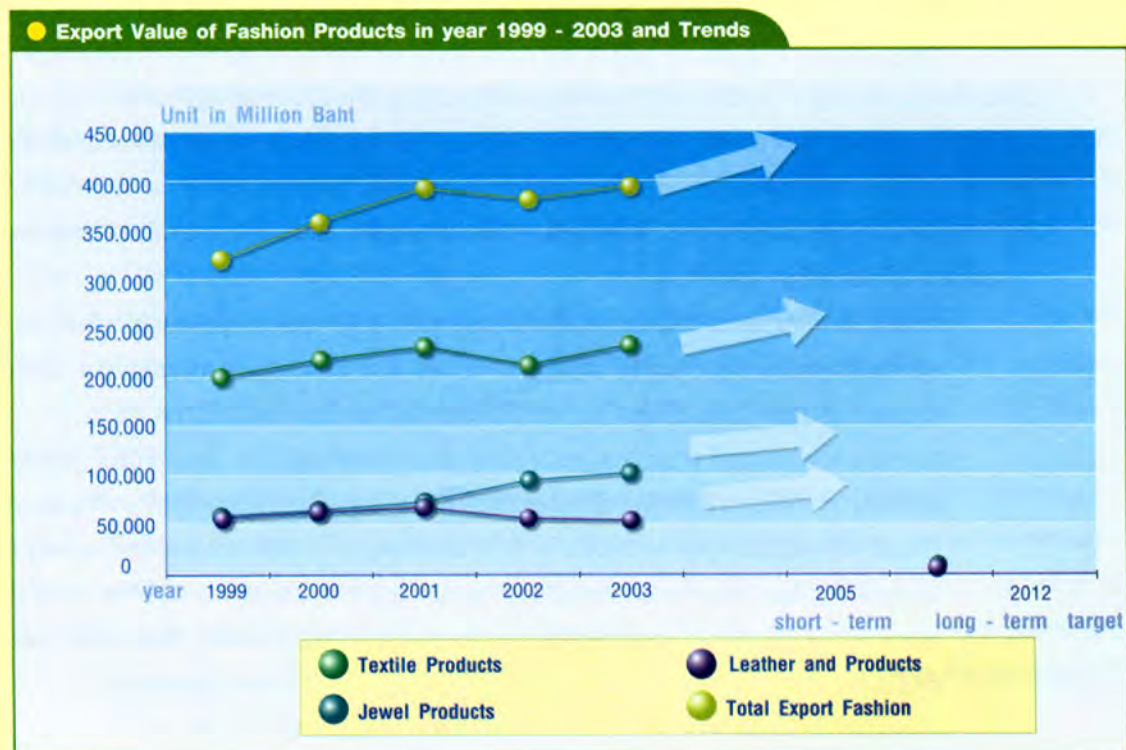 Export Value of Fashion Products in year 1999 - 2003 and Trends
Unit in Million Baht
450.000
400.000
350.000
300.000
250.000
200.000
150.000
100.000
50.000
0
year 1999 2000 2001 2002 2003 2005 2012
short - term long - term target
Textile Products
Leather and Products
Jewel Products
Total Export Fashion